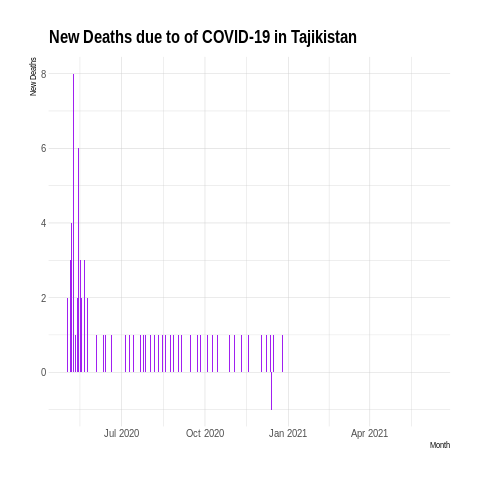 New Deaths due to of COVID-19 in Tajikistan
New Deaths
8
6
4
2
0
Jul 2020 Oct 2020 Jan 2021 Apr 2021
Month